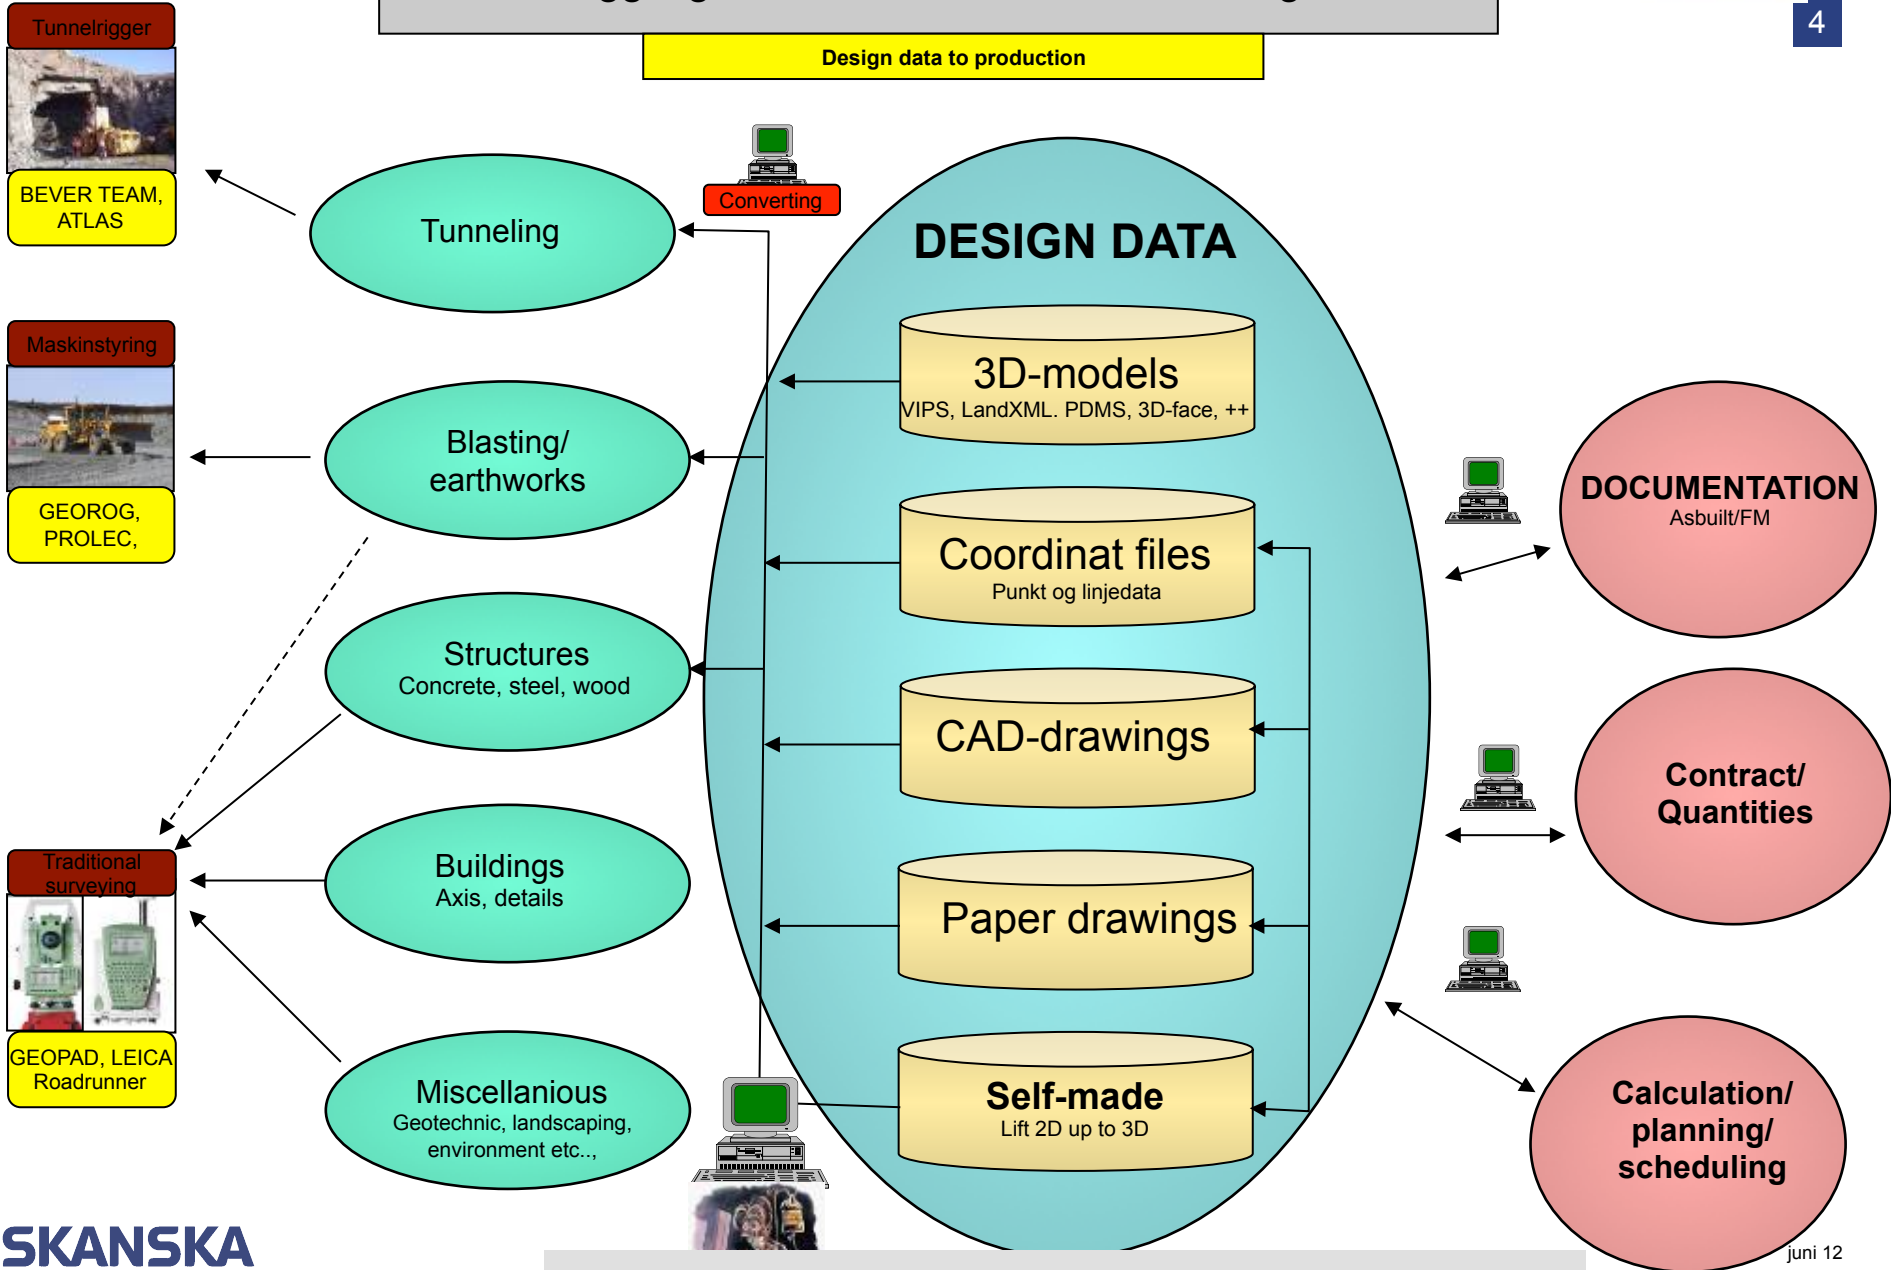 4
Design data to production
Tunnelrigger
BEVER TEAM,
ATLAS
Tunneling
Converting
DESIGN DATA
3D-models
VIPS, LandXML. PDMS, 3D-face, ++
Maskinstyring
GEOROG,
PROLEC,
Blasting/
earthworks
Coordinat files
Punkt og linjedata
DOCUMENTATION
Asbuilt/FM
Structures
Concrete, steel, wood
CAD-drawings
Contract/
Quantities
Traditional
surveying
GEOPAD, LEICA
Roadrunner
Buildings
Axis, details
Paper drawings
Miscellanious
Geotechnic, landscaping,
environment etc..,
Self-made
Lift 2D up to 3D
Calculation/
planning/
scheduling
SKANSKA
juni 12